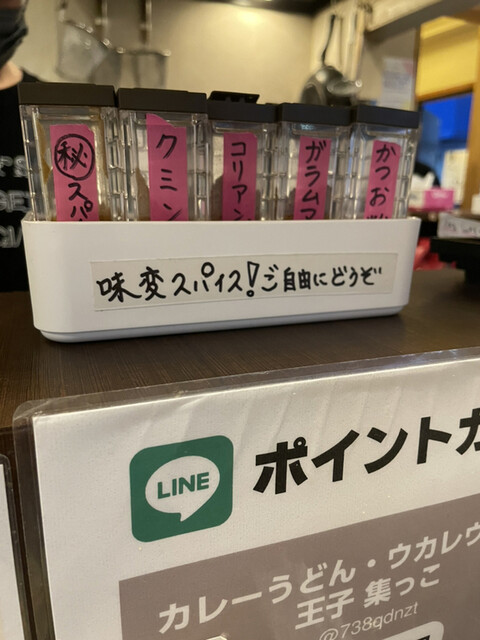 ㊙スパ
クミン
コリアン
ガラムマ
かつお
味変スパイス!ご自由にどうぞ
LINE
ポイントカ
カレーうどん・ウカレウ
王子 集っこ
@738qdnzt